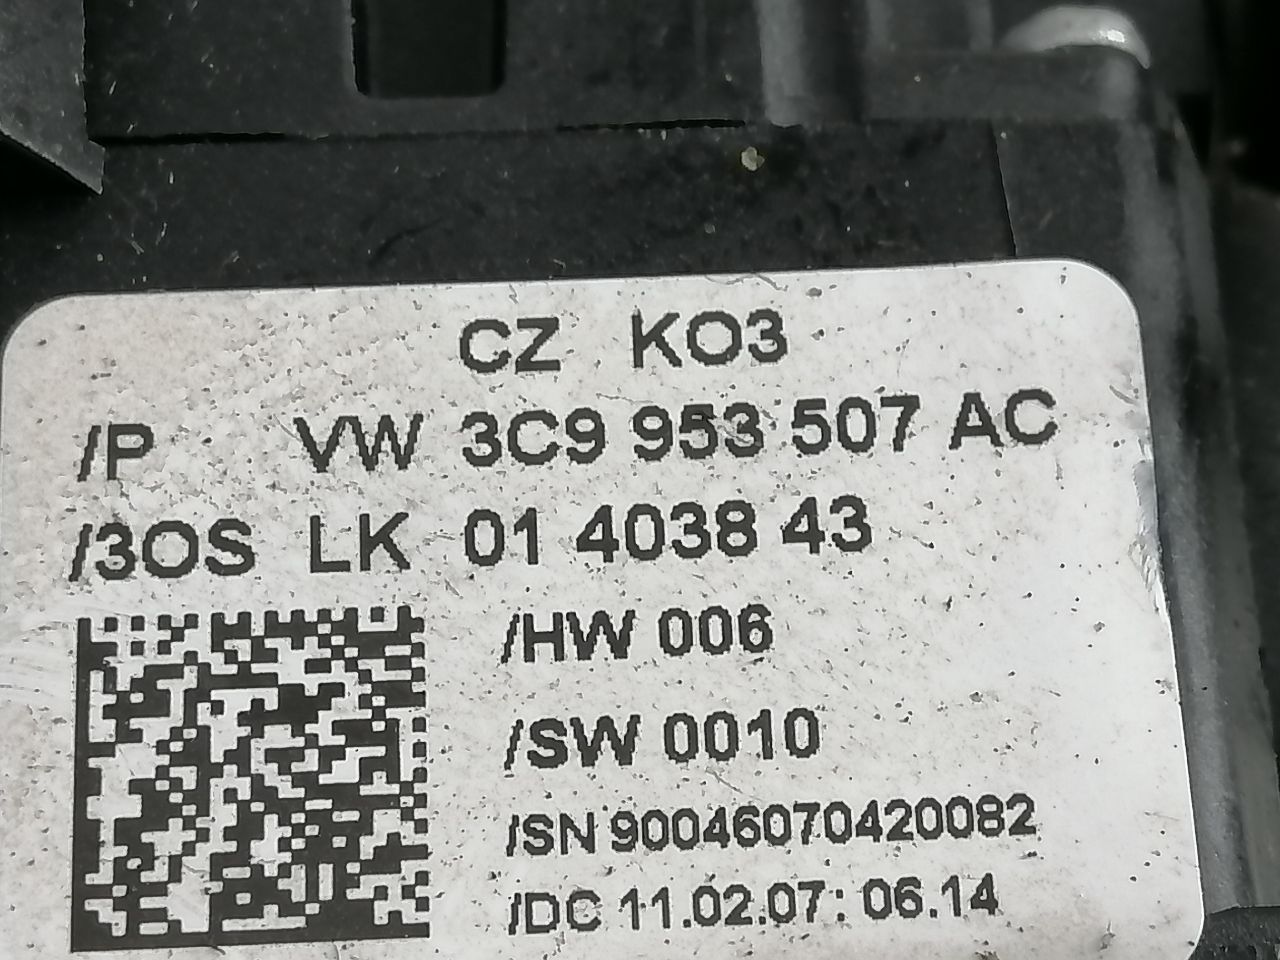 CZ KO3
/P VW 3C9 953 507 AC
/3OS LK 01 4038 43
/HW 006
/SW 0010
/SN 90046070420082
/DC 11.02.07: 06.14